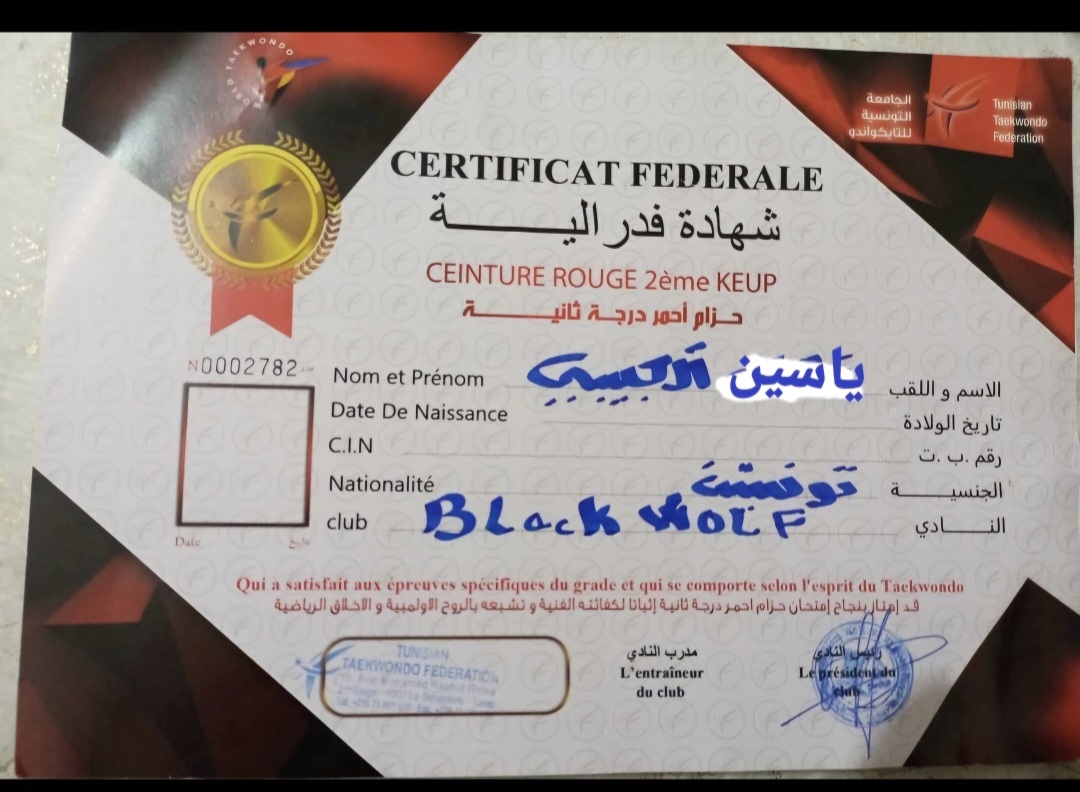 WORLD TAEKWONDO
الجامعة
التونسية
للتايكواندو
Tunisian
Taekwondo
Federation
CERTIFICAT FEDERALE
شهادة فدرالية
CEINTURE ROUGE 2ème KEUP
حزام أحمر درجة ثانية
N0002782
Nom et Prénom ياسين الاسم و اللقب
Date De Naissance تاريخ الولادة
C.I.N رقم .ب .ت
Nationalité الجنسية
club BLack WOLF النادي
Date تاريخ
Qui a satisfait aux épreuves spécifiques du grade et qui se comporte selon l'esprit du Taekwondo
قد إمتاز بنجاح إمتحان حزام احمر درجة ثانية إثباتا لكفائته الفنية و تشبعه بالروح الاولمبية و الاخلاق الرياضية
TUNISIAN
TAEKWONDO FEDERATION
مدرب النادي
L'entraîneur
du club
رئيس النادي
Le président du
club